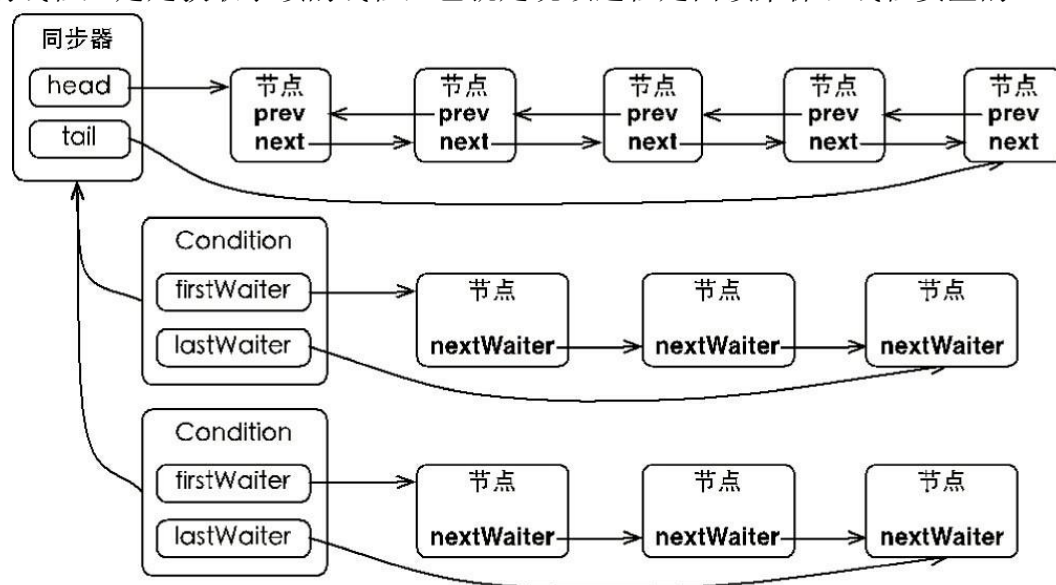 同步器
head
tail
节点
prev
next
节点
prev
next
节点
prev
next
节点
prev
next
节点
prev
next
Condition
firstWaiter
lastWaiter
节点
nextWaiter
节点
nextWaiter
节点
nextWaiter
Condition
firstWaiter
lastWaiter
节点
nextWaiter
节点
nextWaiter
节点
nextWaiter